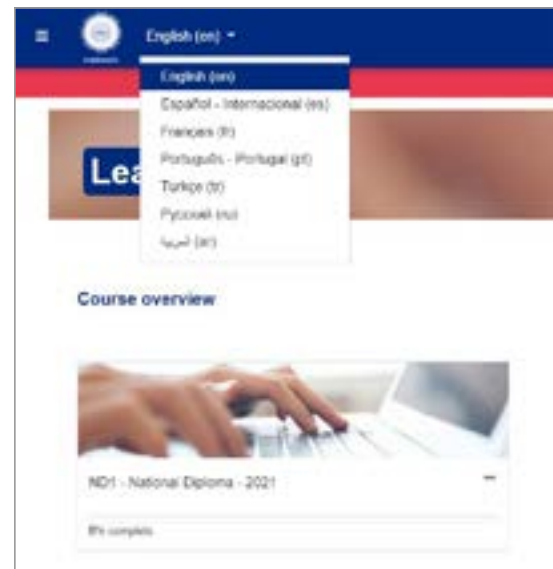 English (en)
English (en)
Español - Internacional (es)
Français (fr)
Português - Portugal (pt)
Türkçe (tr)
Русский (ru)
العربية (ar)
Lea
Course overview
ND1 - National Diploma - 2021
complete